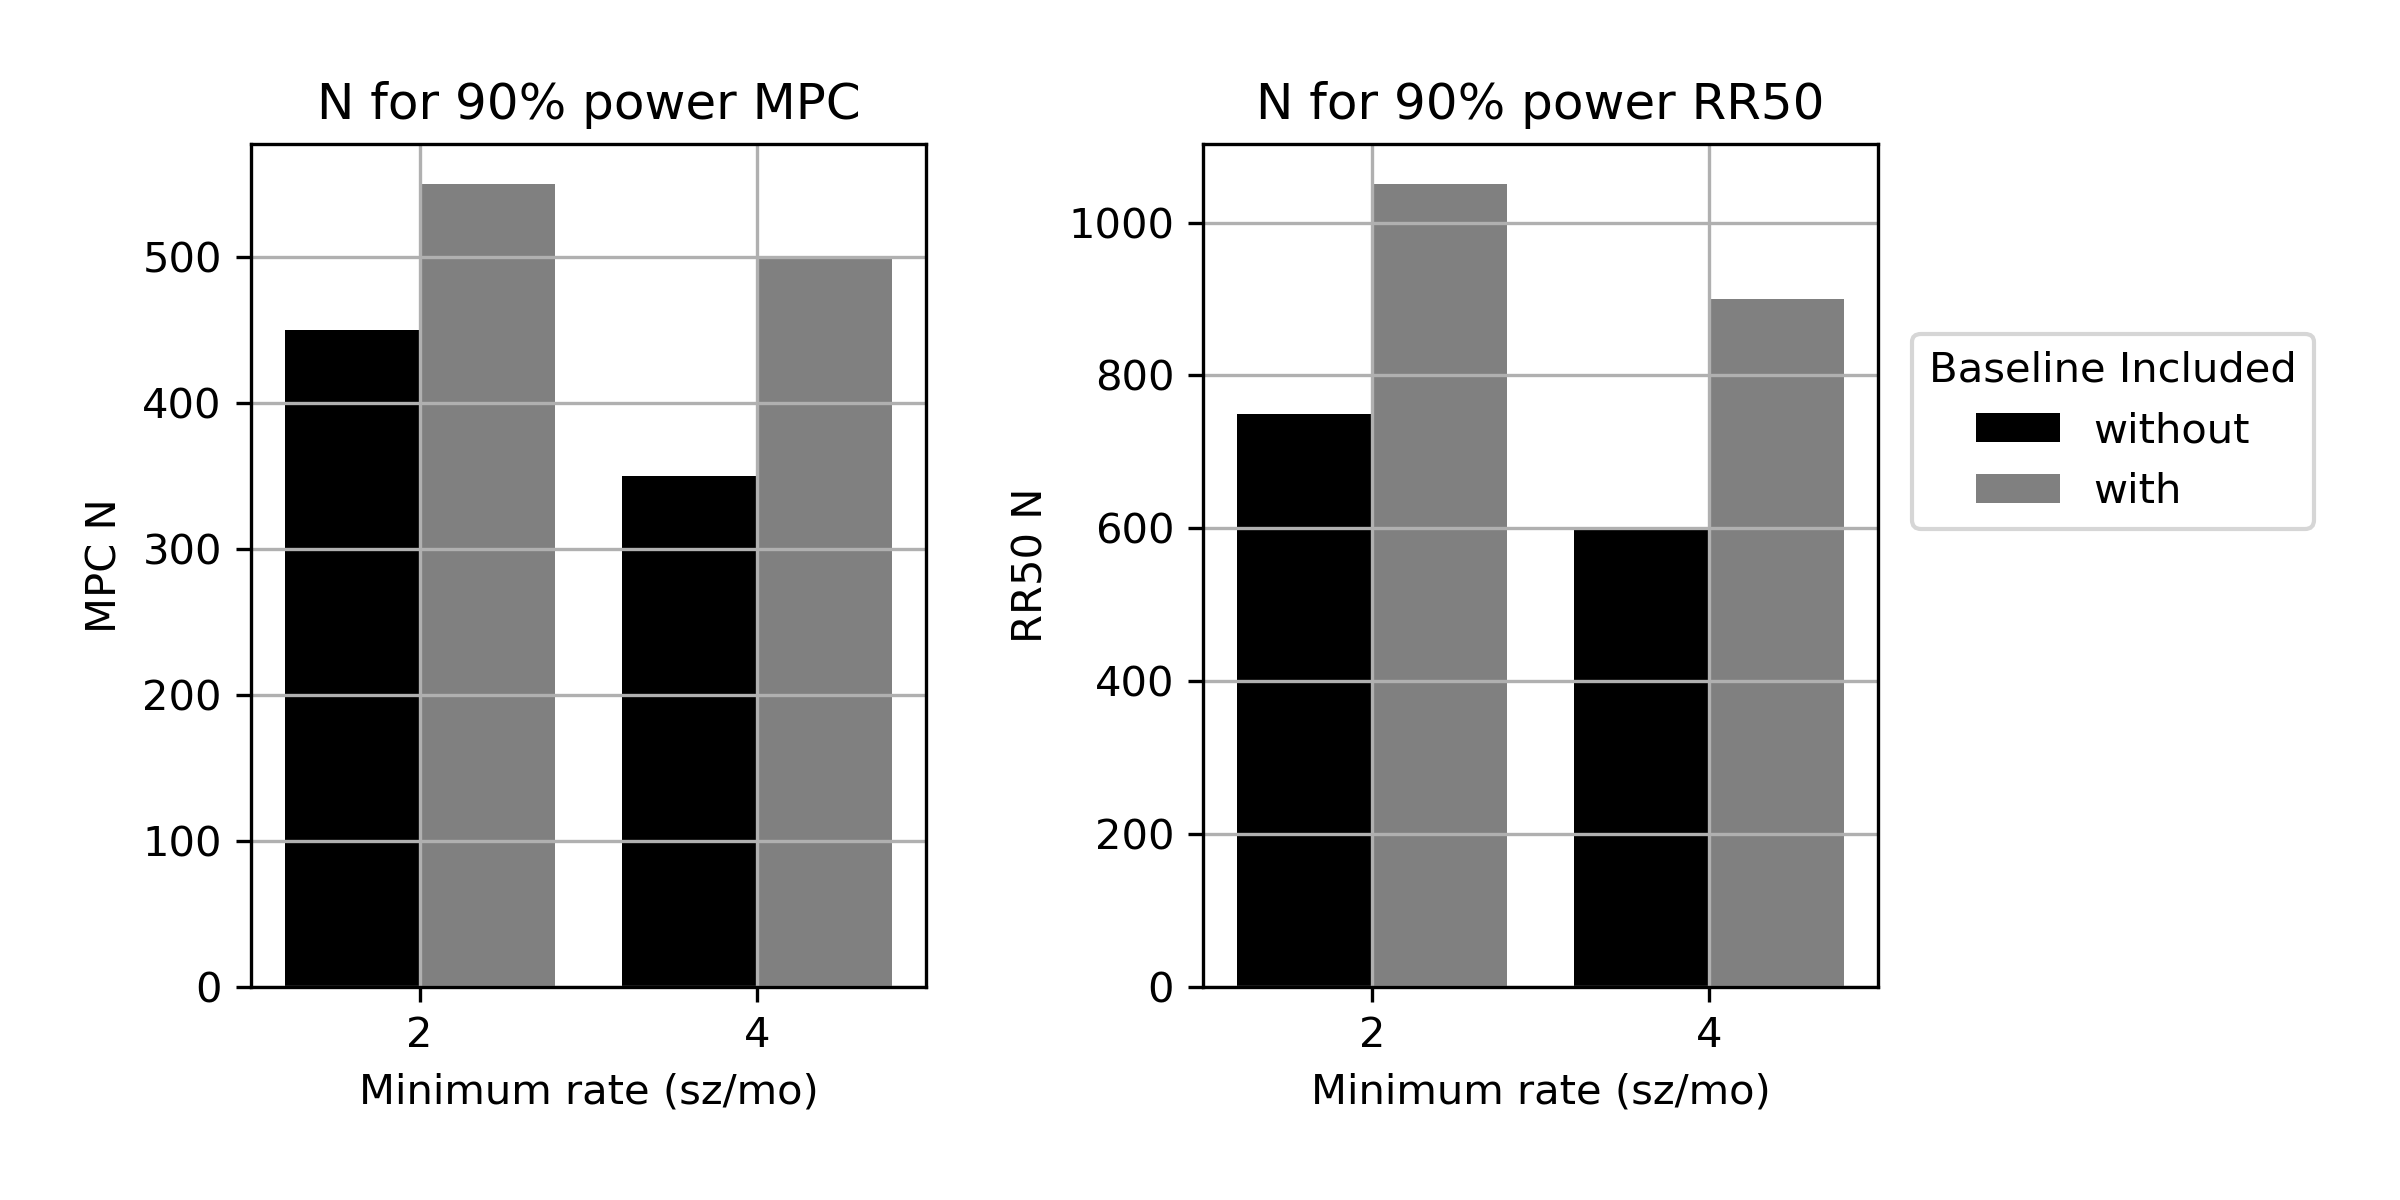 N for 90% power MPC
MPC N
500
400
300
200
100
0
2
4
Minimum rate (sz/mo)
N for 90% power RR50
RR50 N
1000
800
600
400
200
0
2
4
Minimum rate (sz/mo)
Baseline Included
without
with